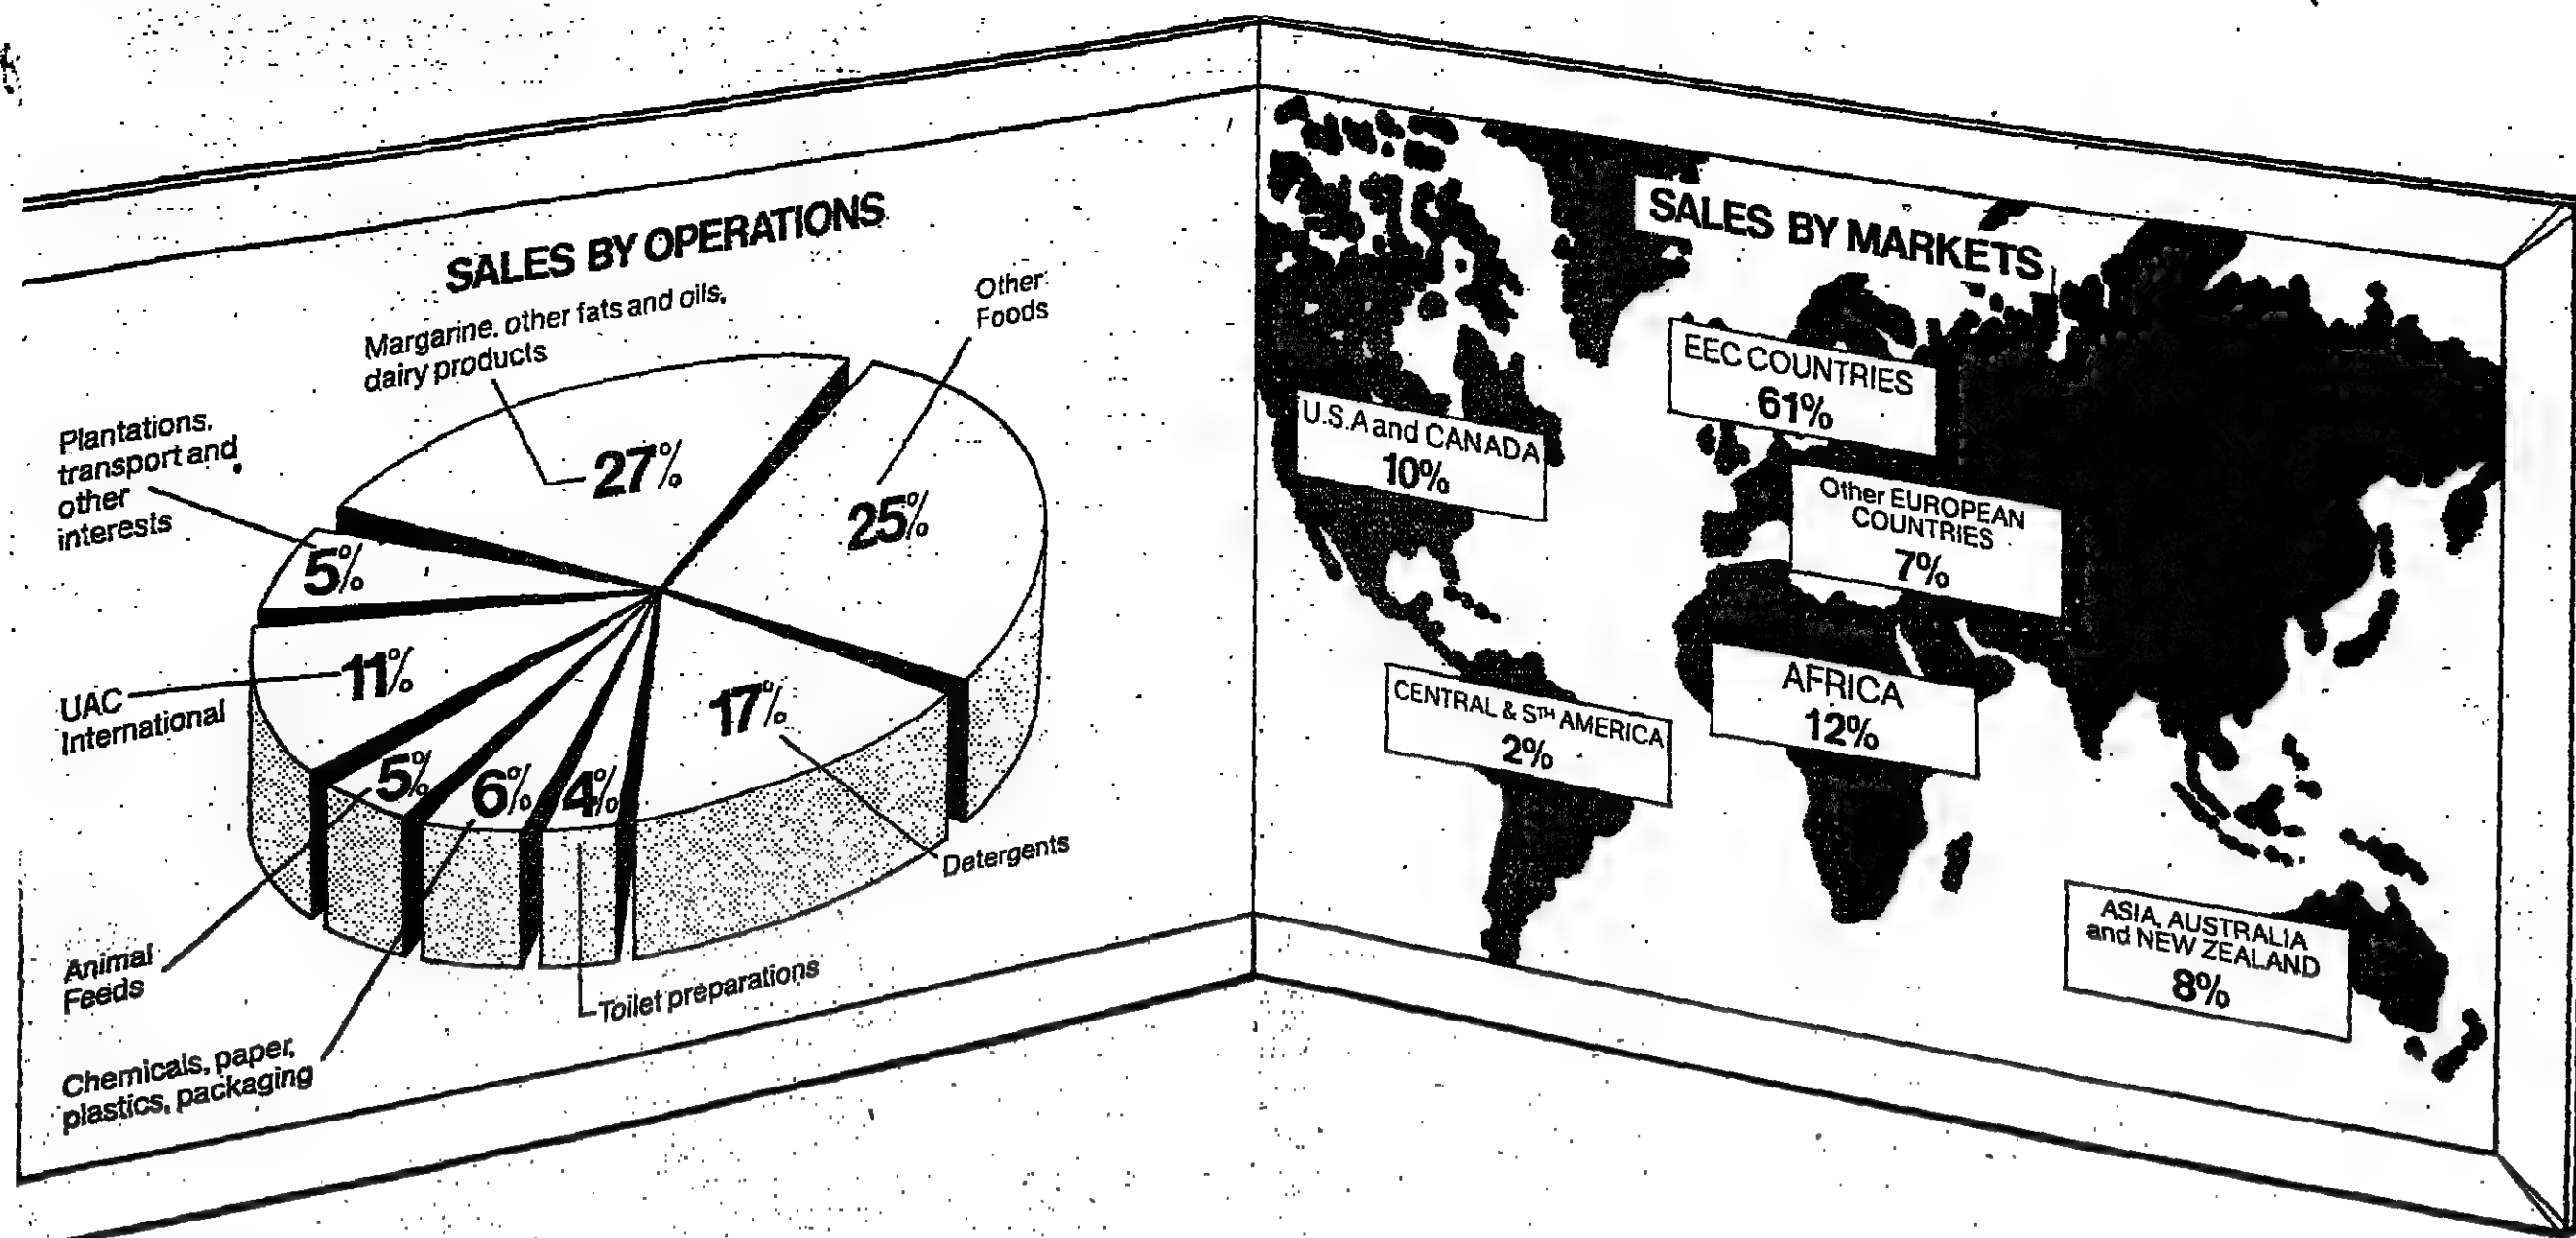 SALES BY OPERATIONS
Margarine, other fats and oils,
dairy products
27%
Other
Foods
25%
Plantations,
transport and
other
interests
5%
UAC
International
11%
5%
6%
4%
17%
Detergents
Animal
Feeds
Toilet preparations
Chemicals, paper,
plastics, packaging
SALES BY MARKETS
EEC COUNTRIES
61%
U.S.A and CANADA
10%
Other EUROPEAN
COUNTRIES
7%
AFRICA
12%
CENTRAL & STH AMERICA
2%
ASIA, AUSTRALIA
and NEW ZEALAND
8%